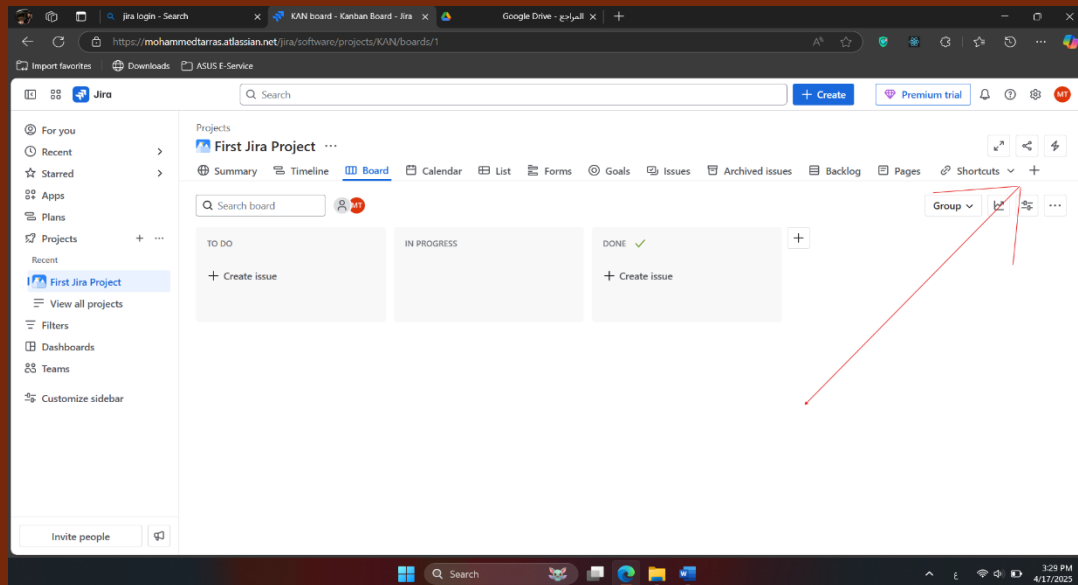 jira login - Search
KAN board - Kanban Board - Jira
Google Drive - المراجع
https://mohammedtarras.atlassian.net/jira/software/projects/KAN/boards/1
Import favorites
Downloads
ASUS E-Service
Jira
Search
+ Create
Premium trial
MT
For you
Recent
Starred
Apps
Plans
Projects
Recent
First Jira Project
View all projects
Filters
Dashboards
Teams
Customize sidebar
Invite people
Projects
First Jira Project
Summary
Timeline
Board
Calendar
List
Forms
Goals
Issues
Archived issues
Backlog
Pages
Shortcuts
Search board
MT
Group
TO DO
+ Create issue
IN PROGRESS
DONE
+ Create issue
Search
ع
3:29 PM
4/17/2025